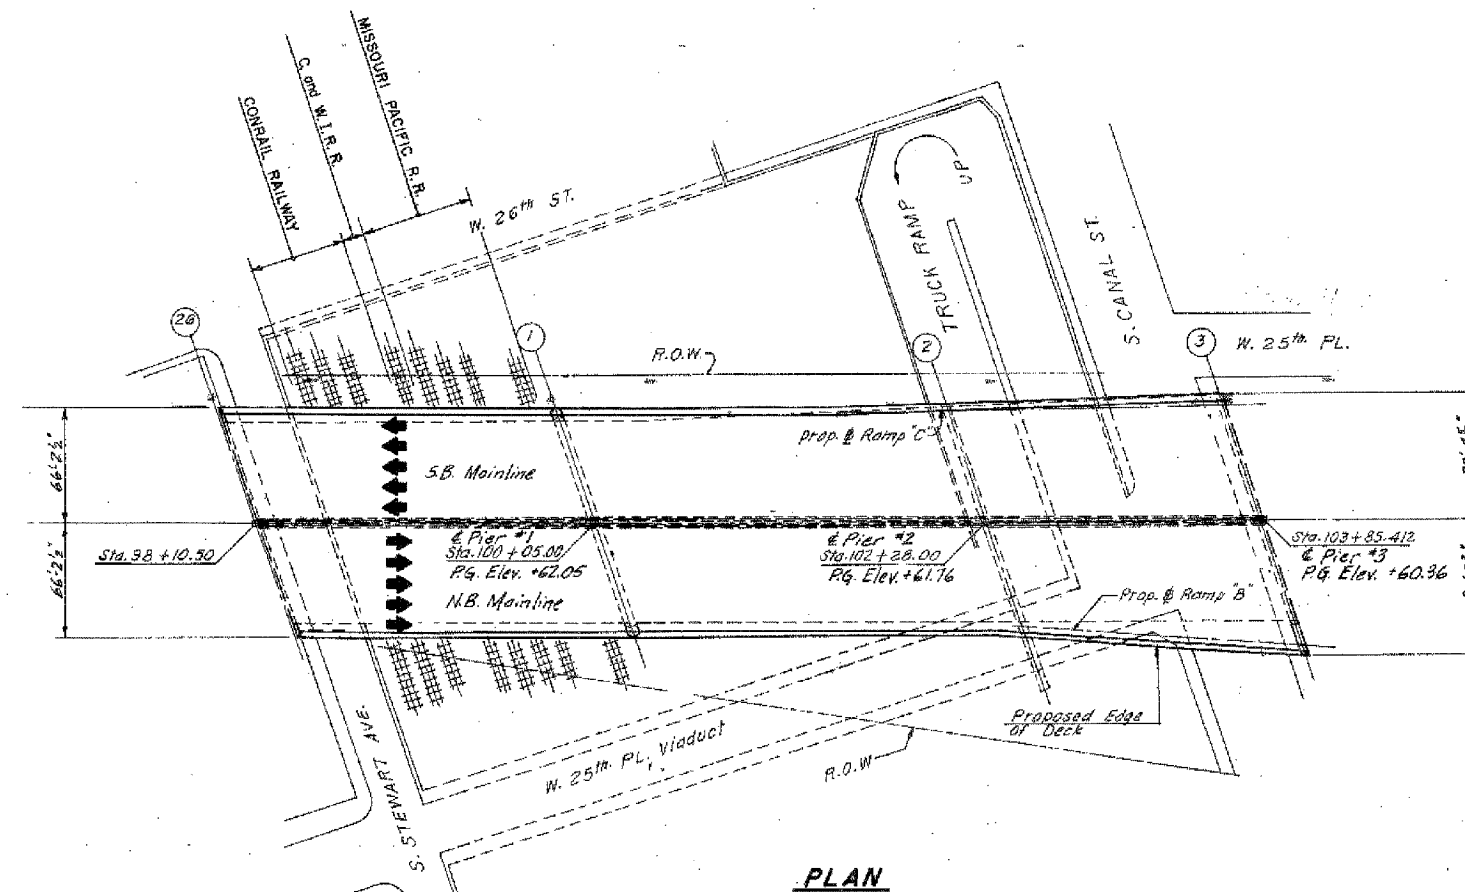 MISSOURI PACIFIC R.R.
C. and W. I. R. R.
CONRAIL RAILWAY
W. 26th ST.
UP
TRUCK RAMP
S. CANAL ST.
26
1
2
3
W. 25th. PL.
R.O.W.
Prop. ⅊ Ramp "C"
66'2½"
S.B. Mainline
Sta. 98 + 10.50
℄ Pier #1
Sta. 100 + 05.00
P.G. Elev. +62.05
℄ Pier #2
Sta. 102 + 28.00
P.G. Elev. +61.76
Sta. 103 + 85.412
℄ Pier #3
P.G. Elev. +60.36
66'2½"
N.B. Mainline
Prop. ⅊ Ramp "B"
Proposed Edge
of Deck
R.O.W
W. 25th. PL. Viaduct
S. STEWART AVE.
PLAN